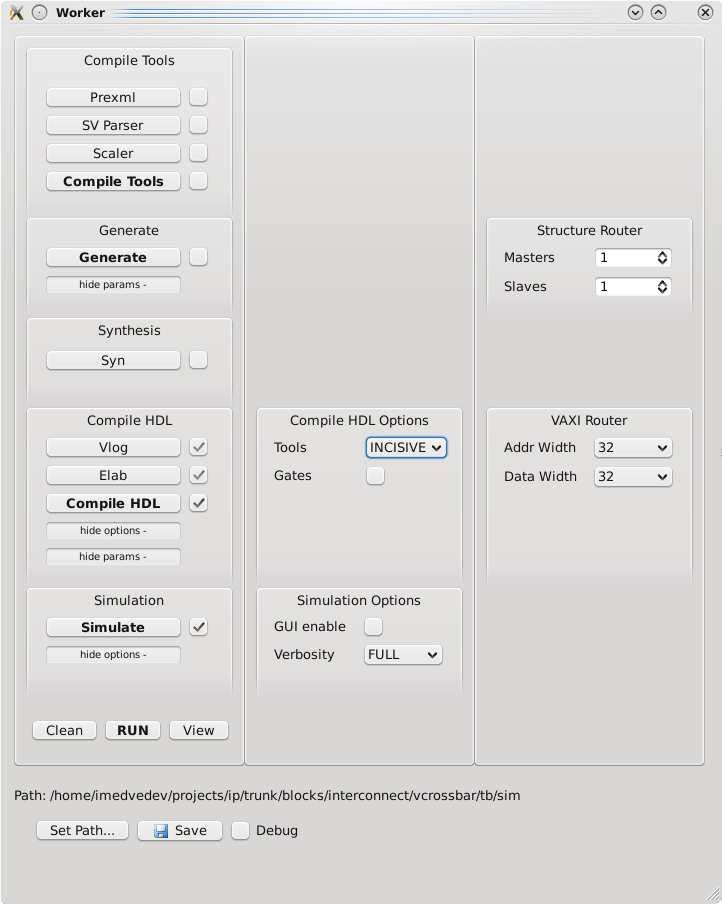 Worker
Compile Tools
Prexml
SV Parser
Scaler
Compile Tools
Generate
Generate
hide params -
Synthesis
Syn
Compile HDL
Vlog
Elab
Compile HDL
hide options -
hide params -
Simulation
Simulate
hide options -
Clean RUN View
Compile HDL Options
Tools INCISIVE
Gates
Simulation Options
GUI enable
Verbosity FULL
Structure Router
Masters 1
Slaves 1
VAXI Router
Addr Width 32
Data Width 32
Path: /home/imedvedev/projects/ip/trunk/blocks/interconnect/vcrossbar/tb/sim
Set Path... Save Debug